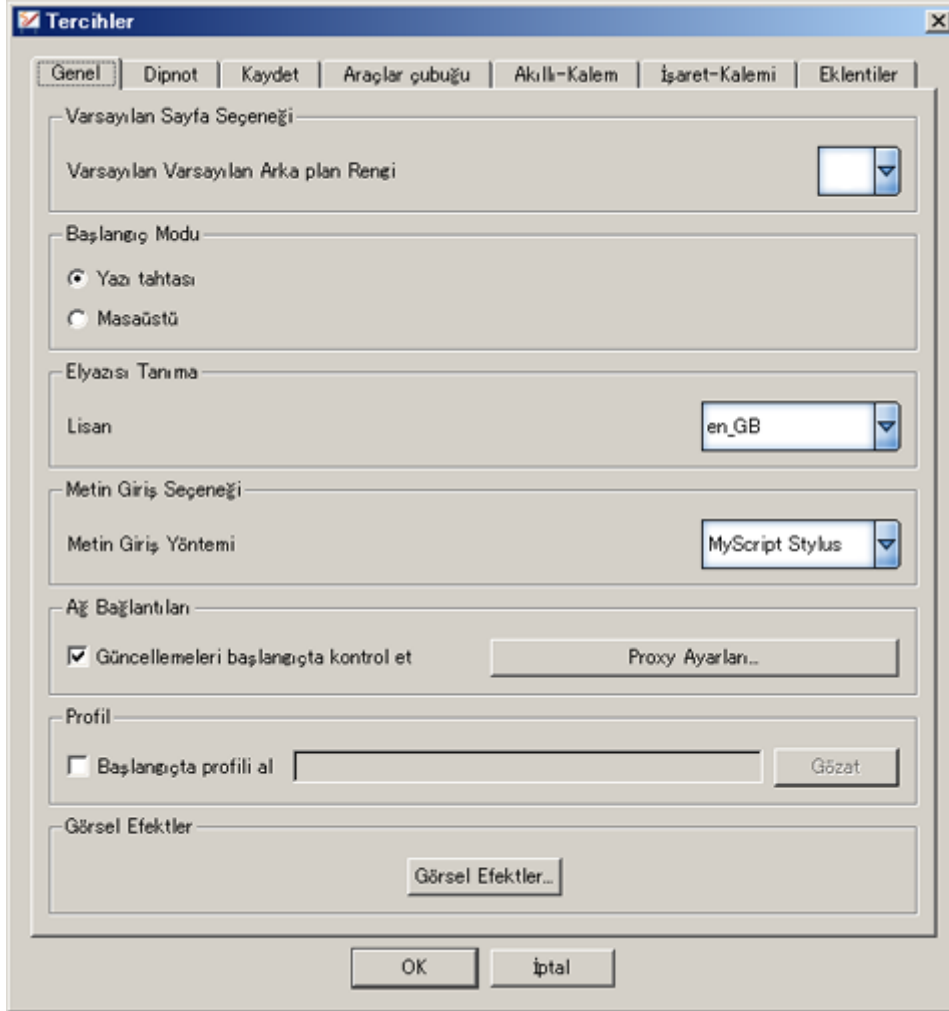 Tercihler
Genel Dipnot Kaydet Araçlar çubuğu Akıllı-Kalem İşaret-Kalemi Eklentiler
Varsayılan Sayfa Seçeneği
Varsayılan Varsayılan Arka plan Rengi
Başlangıç Modu
Yazı tahtası
Masaüstü
Elyazısı Tanıma
Lisan en_GB
Metin Giriş Seçeneği
Metin Giriş Yöntemi MyScript Stylus
Ağ Bağlantıları
Güncellemeleri başlangıçta kontrol et Proxy Ayarları...
Profil
Başlangıçta profili al Gözat
Görsel Efektler
Görsel Efektler...
OK İptal